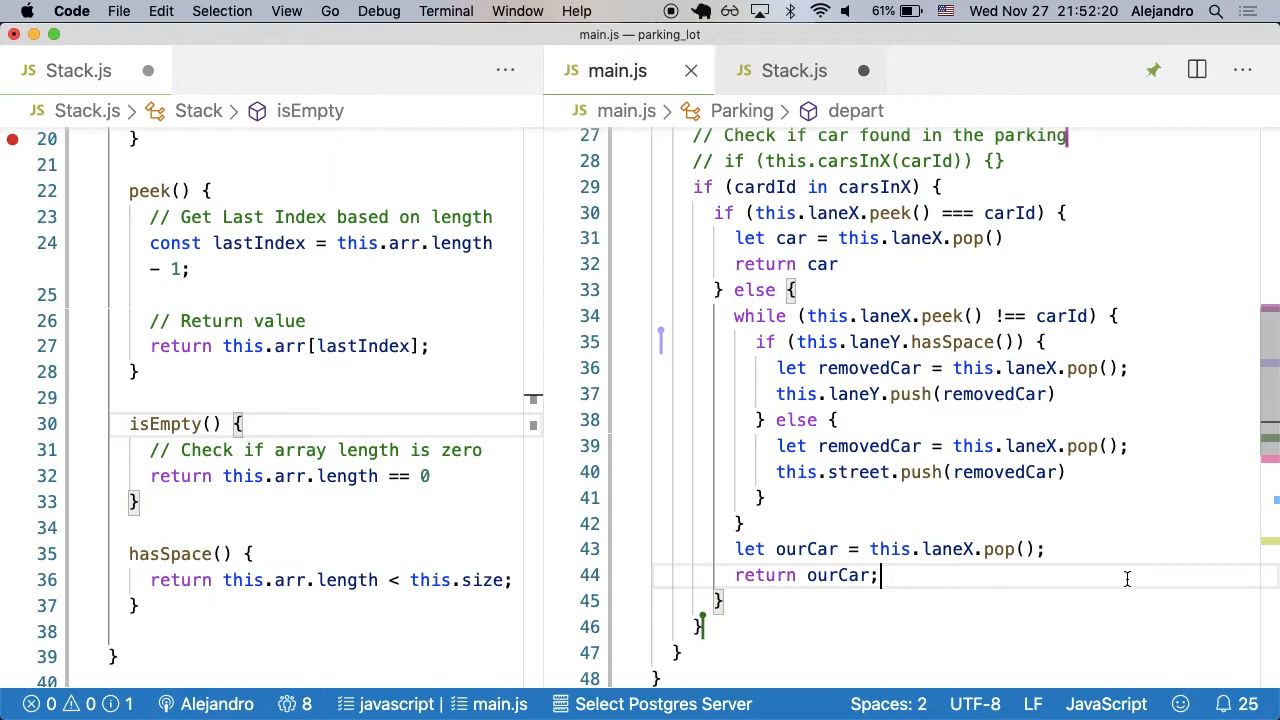 Code File Edit Selection View Go Debug Terminal Window Help 61% Wed Nov 27 21:52:20 Alejandro
main.js — parking_lot
JS Stack.js ● ···
JS Stack.js > Stack > isEmpty
20 }
21
22 peek() {
23 // Get Last Index based on length
24 const lastIndex = this.arr.length
- 1;
25
26 // Return value
27 return this.arr[lastIndex];
28 }
29
30 isEmpty() {
31 // Check if array length is zero
32 return this.arr.length == 0
33 }
34
35 hasSpace() {
36 return this.arr.length < this.size;
37 }
38
39 }
40
JS main.js × JS Stack.js ● ···
JS main.js > Parking > depart
27 // Check if car found in the parking
28 // if (this.carsInX(carId)) {}
29 if (cardId in carsInX) {
30 if (this.laneX.peek() === carId) {
31 let car = this.laneX.pop()
32 return car
33 } else {
34 while (this.laneX.peek() !== carId) {
35 if (this.laneY.hasSpace()) {
36 let removedCar = this.laneX.pop();
37 this.laneY.push(removedCar)
38 } else {
39 let removedCar = this.laneX.pop();
40 this.street.push(removedCar)
41 }
42 }
43 let ourCar = this.laneX.pop();
44 return ourCar;
45 }
46 }
47 }
48 }
0 0 1 Alejandro 8 javascript | main.js Select Postgres Server Spaces: 2 UTF-8 LF JavaScript 25